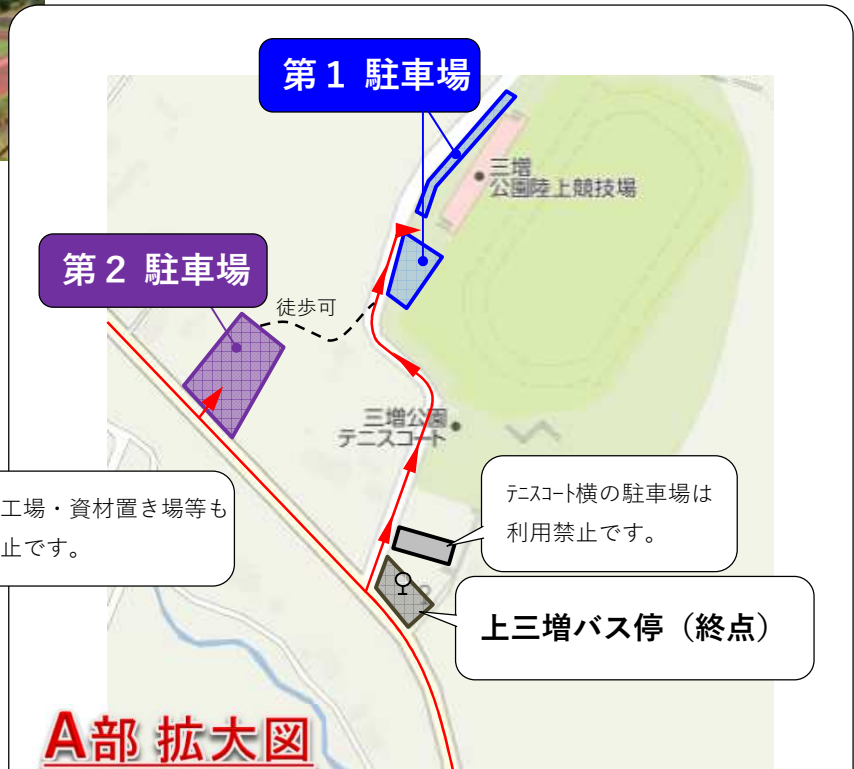 第１ 駐車場
三増
公園陸上競技場
第２ 駐車場
徒歩可
三増公園
テニスコート
工場・資材置き場等も
止です。
ﾃﾆｽｺｰﾄ横の駐車場は
利用禁止です。
上三増バス停（終点）
A部 拡大図